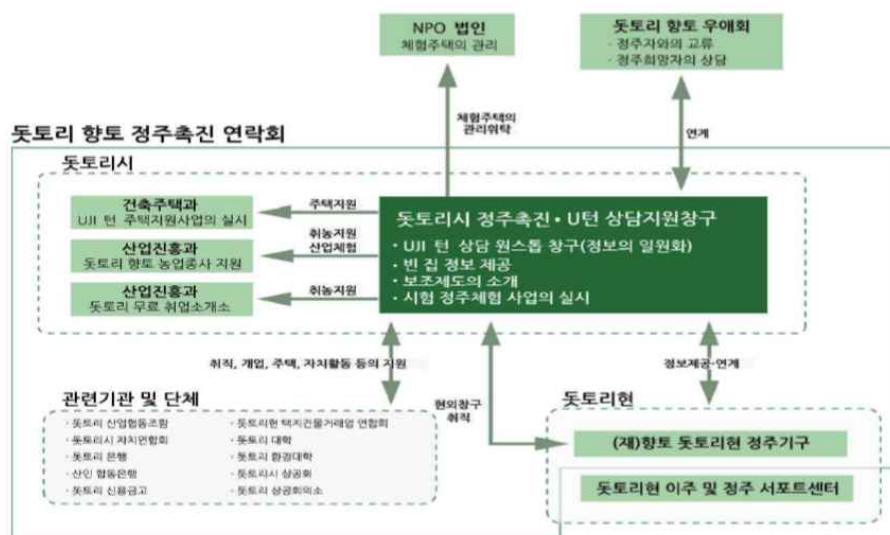 NPO 법인
체험주택의 관리
돗토리 향토 우애회
· 정주자와의 교류
· 정주희망자의 상담
체험주택의
관리위탁
연계
돗토리 향토 정주촉진 연락회
돗토리시
건축주택과
UJI 턴 주택지원사업의 실시
주택지원
산업진흥과
돗토리 향토 농업종사 지원
취농지원
산업체험
산업진흥과
돗토리 무료 취업소개소
취농지원
돗토리시 정주촉진 · U턴 상담지원창구
· UJI 턴 상담 원스톱 창구(정보의 일원화)
· 빈 집 정보 제공
· 보조제도의 소개
· 시험 정주체험 사업의 실시
취직, 개업, 주택, 자치활동 등의 지원
현외창구
취직
정보제공·연계
관련기관 및 단체
· 돗토리 산업협동조합
· 돗토리시 자치연합회
· 돗토리 은행
· 산인 협동은행
· 돗토리 신용금고
· 돗토리현 택지건물거래업 연합회
· 돗토리 대학
· 돗토리 환경대학
· 돗토리시 상공회
· 돗토리 상공회의소
돗토리현
(재)향토 돗토리현 정주기구
돗토리현 이주 및 정주 서포트센터